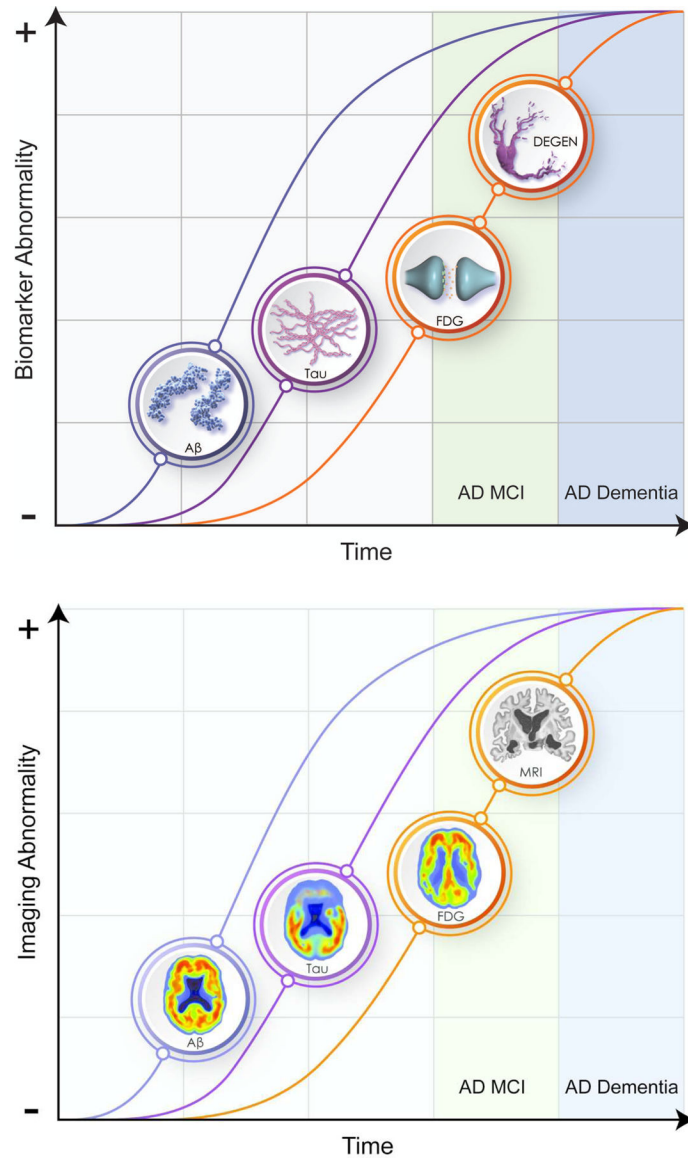 +
Biomarker Abnormality
DEGEN
FDG
Tau
Aβ
AD MCI
AD Dementia
-
Time
+
Imaging Abnormality
MRI
FDG
Tau
Aβ
AD MCI
AD Dementia
-
Time